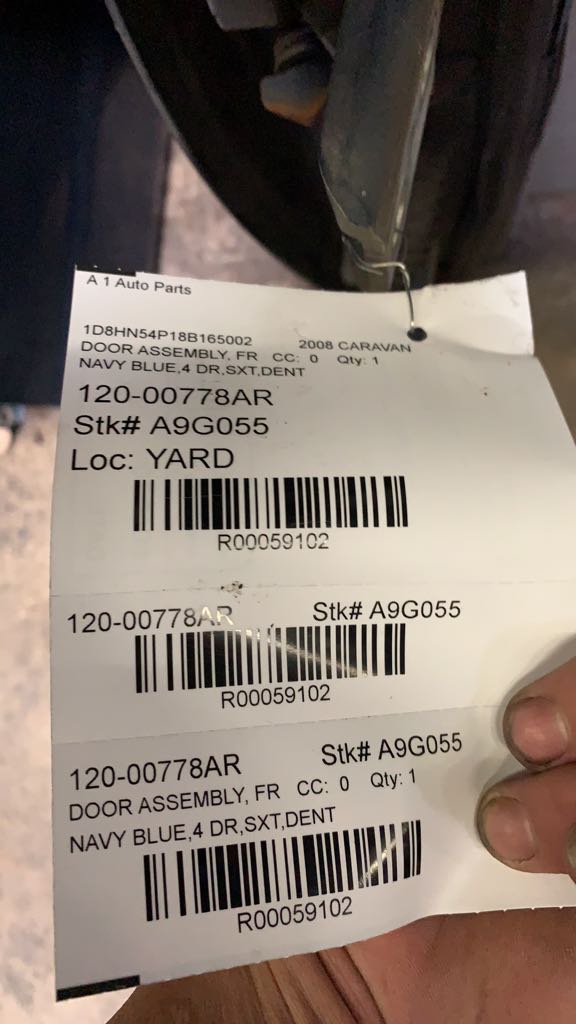 A 1 Auto Parts
1D8HN54P18B165002 2008 CARAVAN
DOOR ASSEMBLY, FR CC: 0 Qty: 1
NAVY BLUE,4 DR,SXT,DENT
120-00778AR
Stk# A9G055
Loc: YARD
R00059102
120-00778AR Stk# A9G055
R00059102
120-00778AR Stk# A9G055
DOOR ASSEMBLY, FR CC: 0 Qty: 1
NAVY BLUE,4 DR,SXT,DENT
R00059102